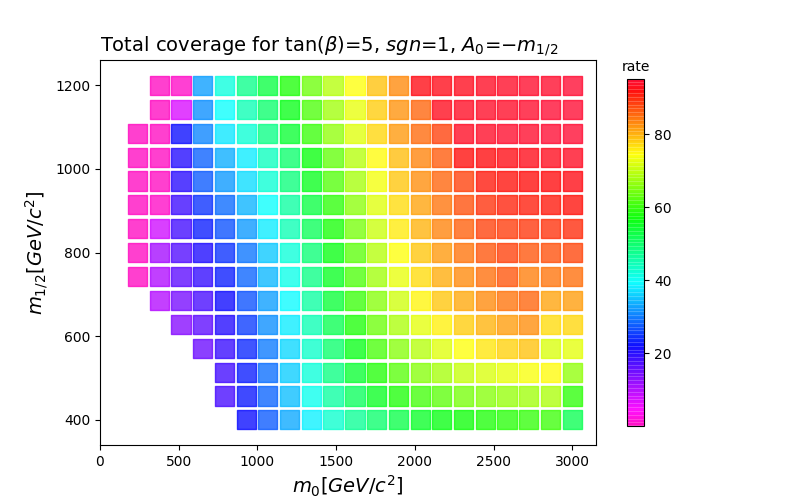 Total coverage for tan(β)=5, sgn=1, A₀=−m₁/₂
rate
1200
1000
800
600
400
m₁/₂[GeV/c²]
0 500 1000 1500 2000 2500 3000
m₀[GeV/c²]
80
60
40
20